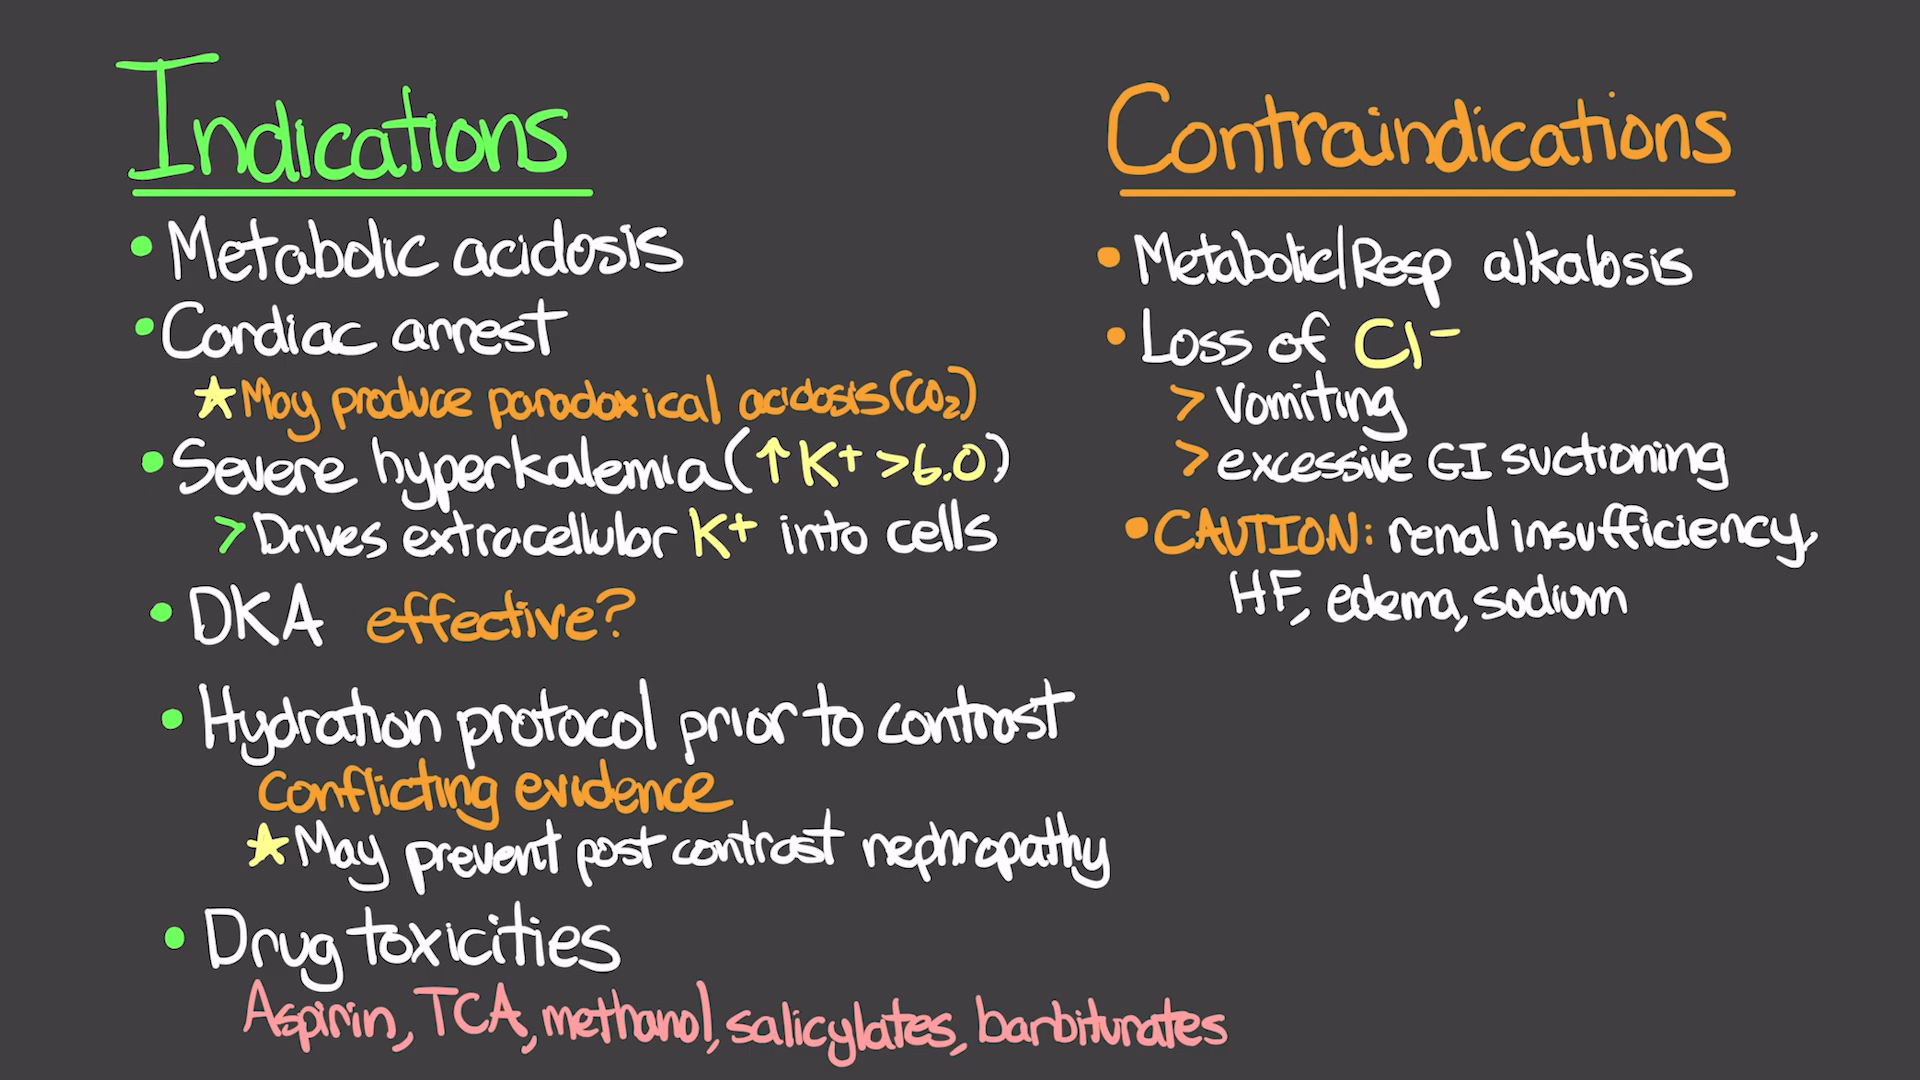 Indications
• Metabolic acidosis
• Cardiac arrest
★ May produce paradoxical acidosis (CO₂)
• Severe hyperkalemia (↑ K+ >6.0)
> Drives extracellular K+ into cells
• DKA effective?
• Hydration protocol prior to contrast
Conflicting evidence
★ May prevent post contrast nephropathy
• Drug toxicities
Aspirin, TCA, methanol, salicylates, barbiturates
Contraindications
• Metabolic/Resp alkalosis
• Loss of Cl⁻
> Vomiting
> excessive GI suctioning
• CAUTION: renal insufficiency,
HF, edema, sodium